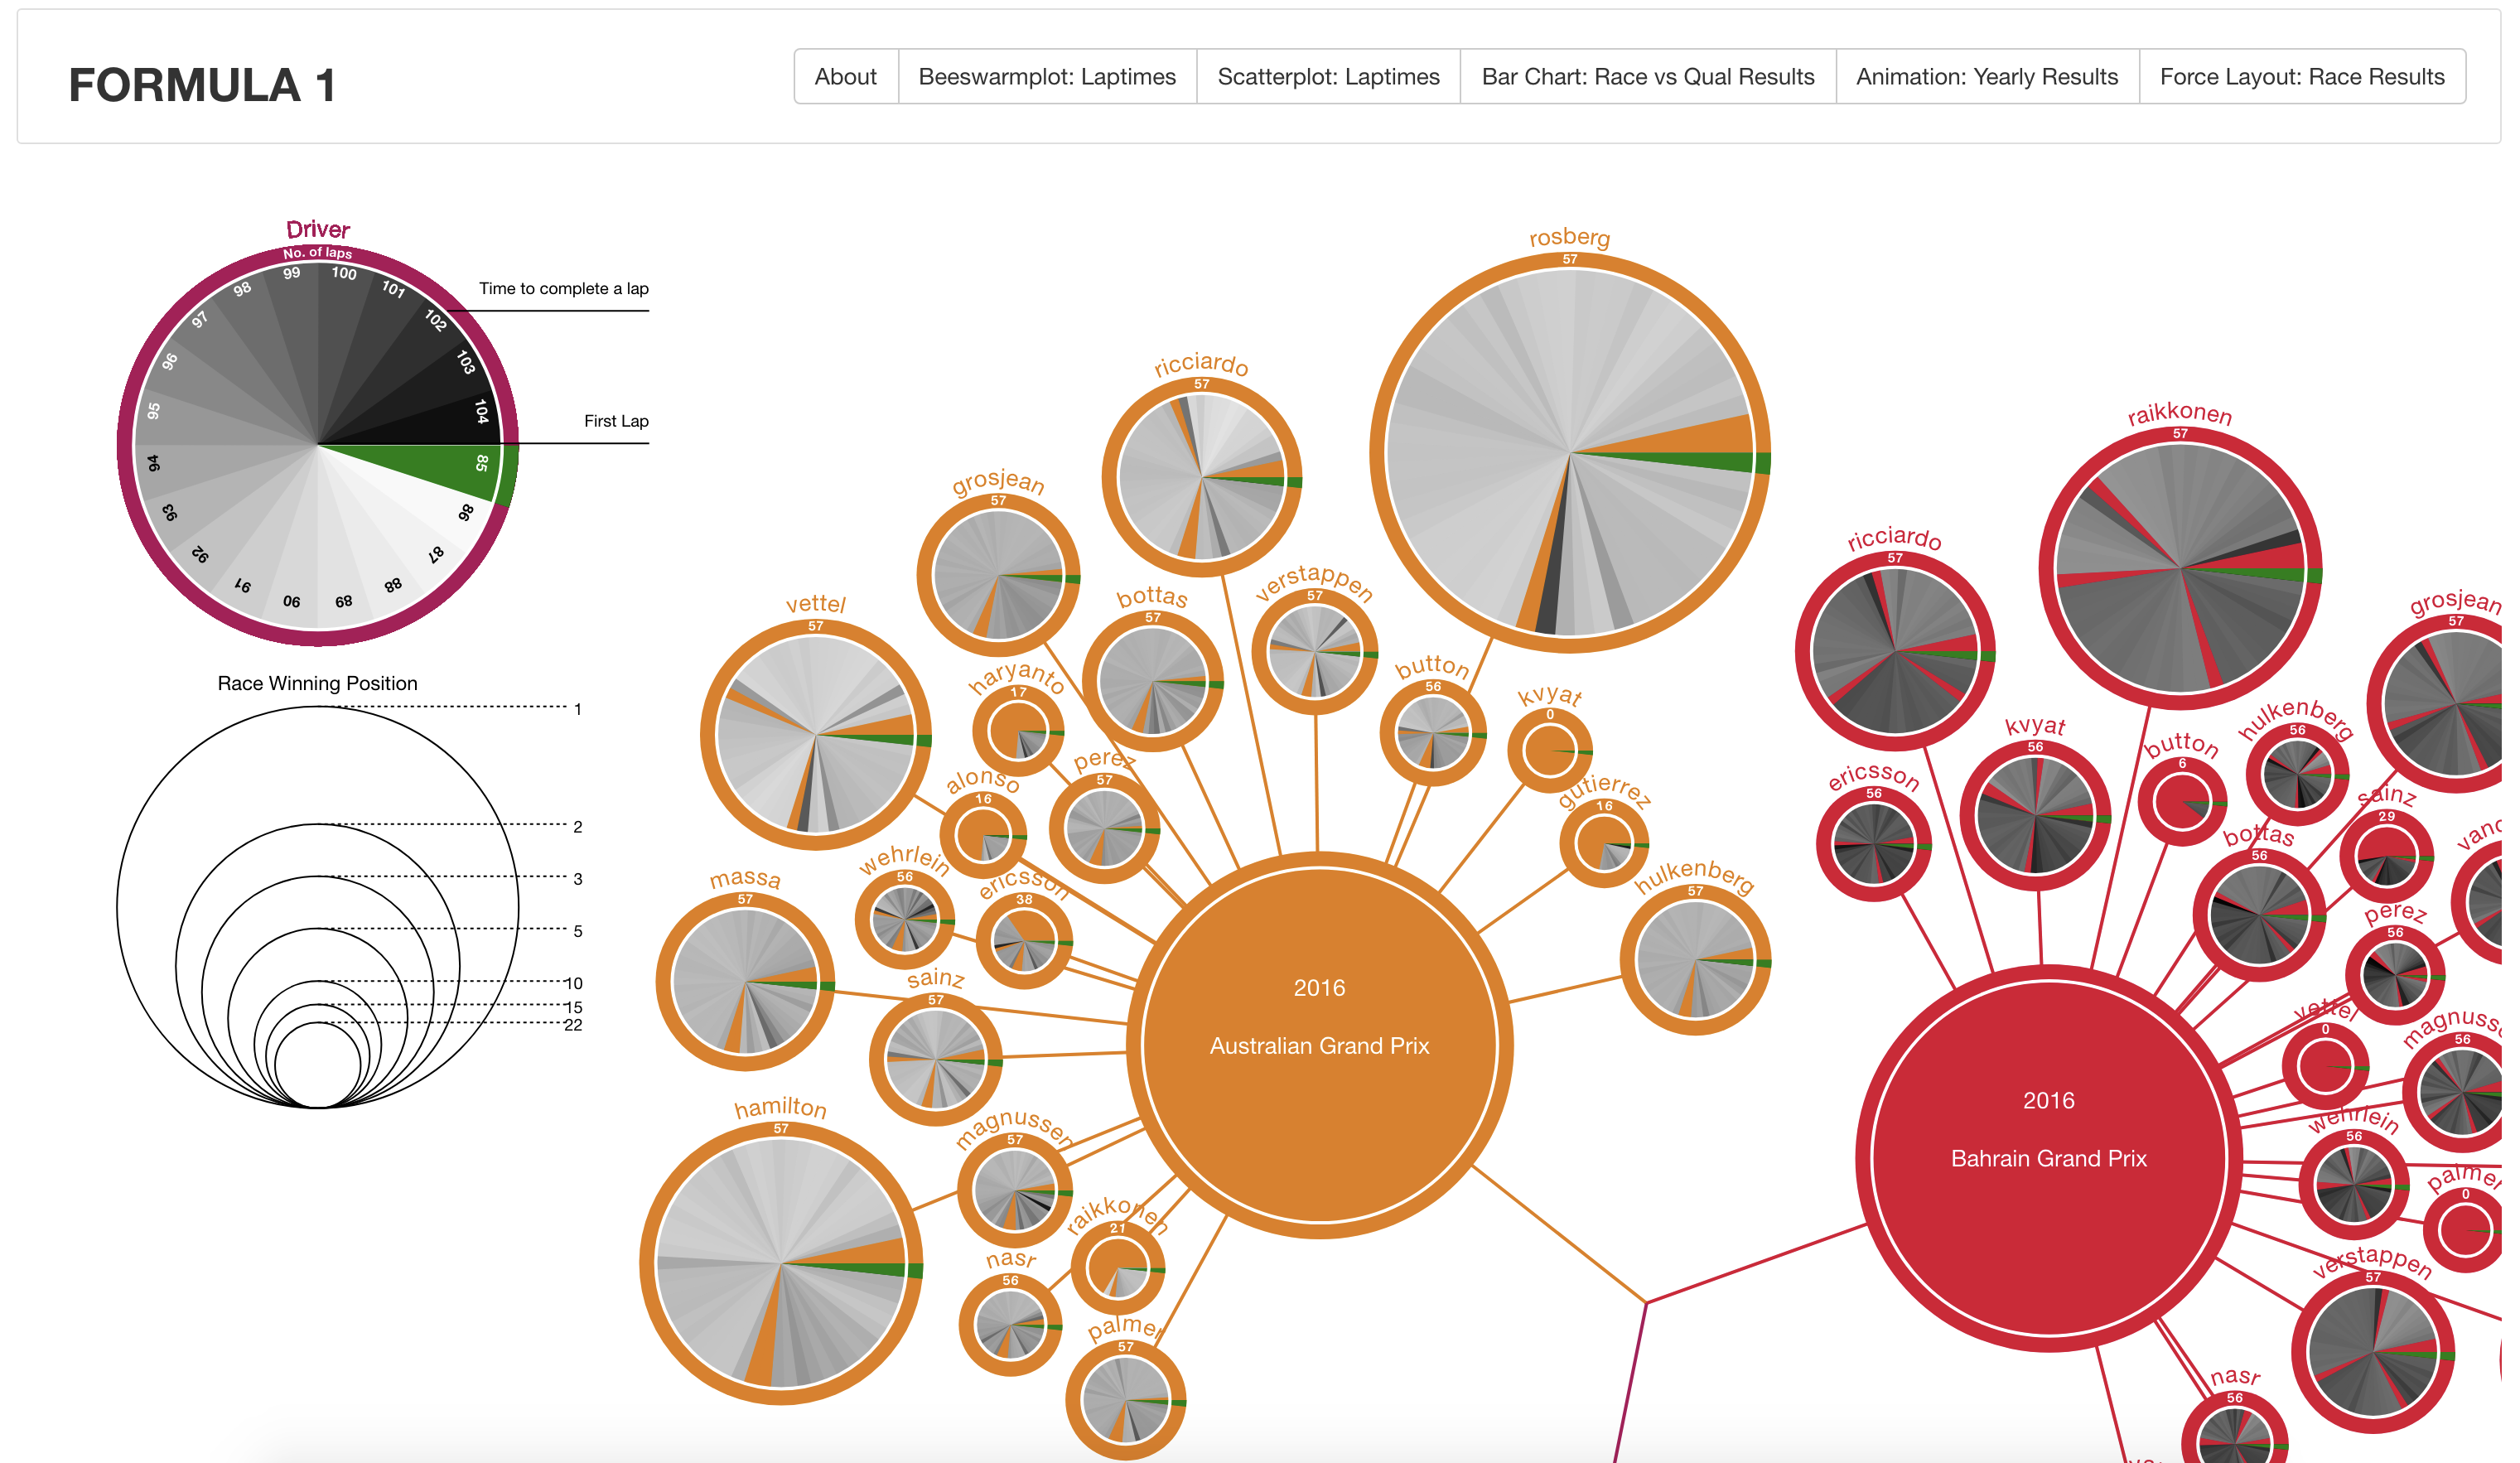 FORMULA 1
About
Beeswarmplot: Laptimes
Scatterplot: Laptimes
Bar Chart: Race vs Qual Results
Animation: Yearly Results
Force Layout: Race Results
Driver
No. of laps
99
100
98
101
97
102
96
103
95
104
94
85
93
86
92
87
91
88
90
89
Time to complete a lap
First Lap
Race Winning Position
1
2
3
5
10
15
22
rosberg
57
ricciardo
57
grosjean
57
verstappen
57
bottas
57
vettel
57
haryanto
17
button
56
kvyat
0
alonso
16
perez
57
gutierrez
16
wehrlein
56
ericsson
38
massa
57
hulkenberg
57
sainz
57
2016
Australian Grand Prix
hamilton
57
magnussen
57
raikkonen
21
nasr
56
palmer
57
raikkonen
57
ricciardo
57
grosjean
57
kvyat
56
button
6
hulkenberg
56
ericsson
56
sainz
29
bottas
56
perez
56
vettel
0
56
wehrlein
56
0
2016
Bahrain Grand Prix
verstappen
57
nasr
56